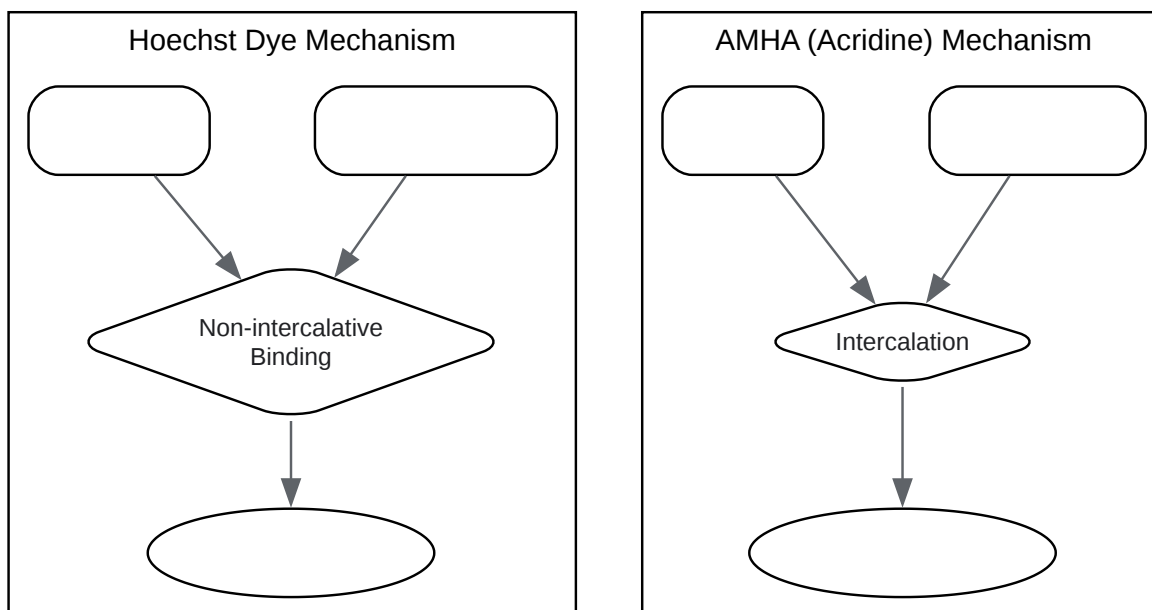 Hoechst Dye Mechanism
AMHA (Acridine) Mechanism
Non-intercalative
Binding
Intercalation